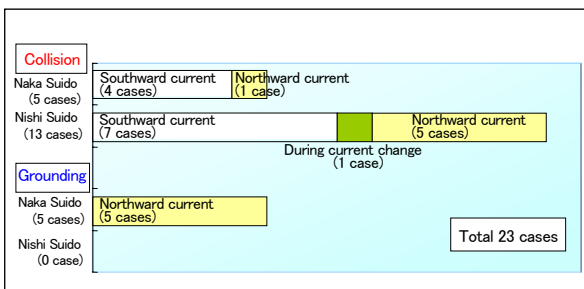 Collision
Naka Suido
(5 cases)
Southward current
(4 cases)
Northward current
(1 case)
Nishi Suido
(13 cases)
Southward current
(7 cases)
Northward current
(5 cases)
During current change
(1 case)
Grounding
Naka Suido
(5 cases)
Northward current
(5 cases)
Nishi Suido
(0 case)
Total 23 cases